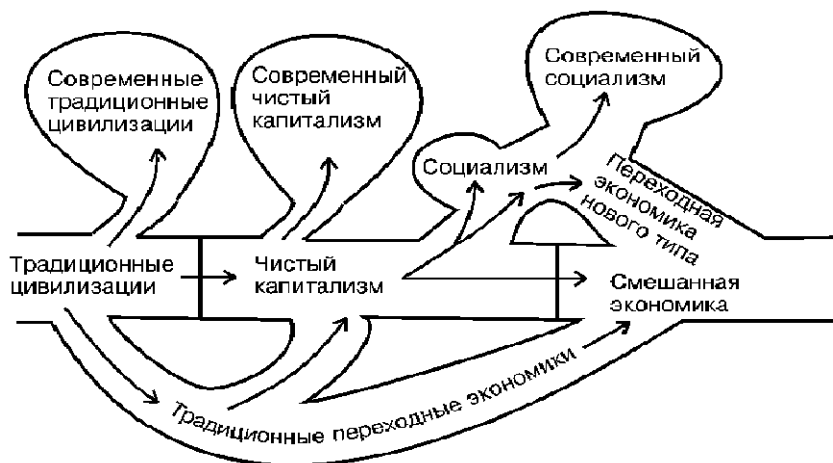 Современные
традиционные
цивилизации
Современный
чистый
капитализм
Современный
социализм
Социализм
Переходная
экономика
нового типа
Традиционные
цивилизации
Чистый
капитализм
Смешанная
экономика
Традиционные переходные экономики